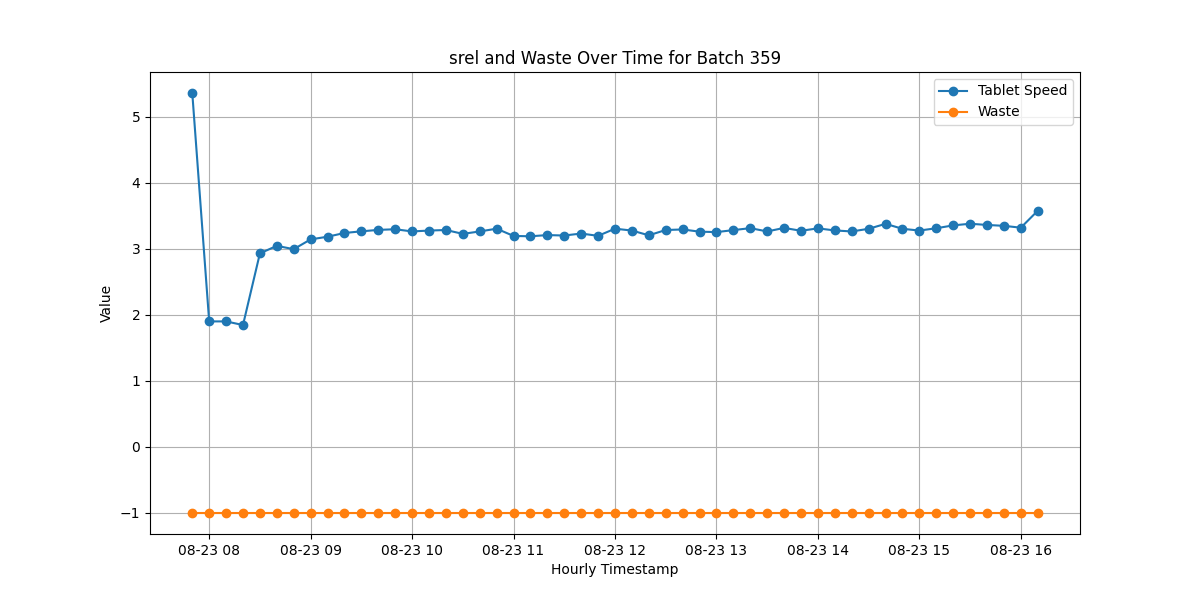 srel and Waste Over Time for Batch 359
Tablet Speed
Waste
5
4
3
2
1
0
−1
Value
08-23 08 08-23 09 08-23 10 08-23 11 08-23 12 08-23 13 08-23 14 08-23 15 08-23 16
Hourly Timestamp